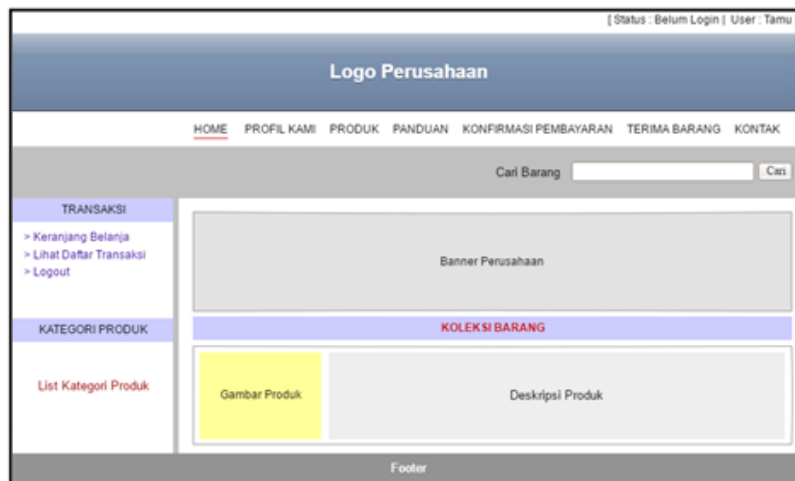 [ Status : Belum Login | User : Tamu
Logo Perusahaan
HOME PROFIL KAMI PRODUK PANDUAN KONFIRMASI PEMBAYARAN TERIMA BARANG KONTAK
Cari Barang Cari
TRANSAKSI
> Keranjang Belanja
> Lihat Daftar Transaksi
> Logout
Banner Perusahaan
KATEGORI PRODUK
KOLEKSI BARANG
List Kategori Produk
Gambar Produk
Deskripsi Produk
Footer